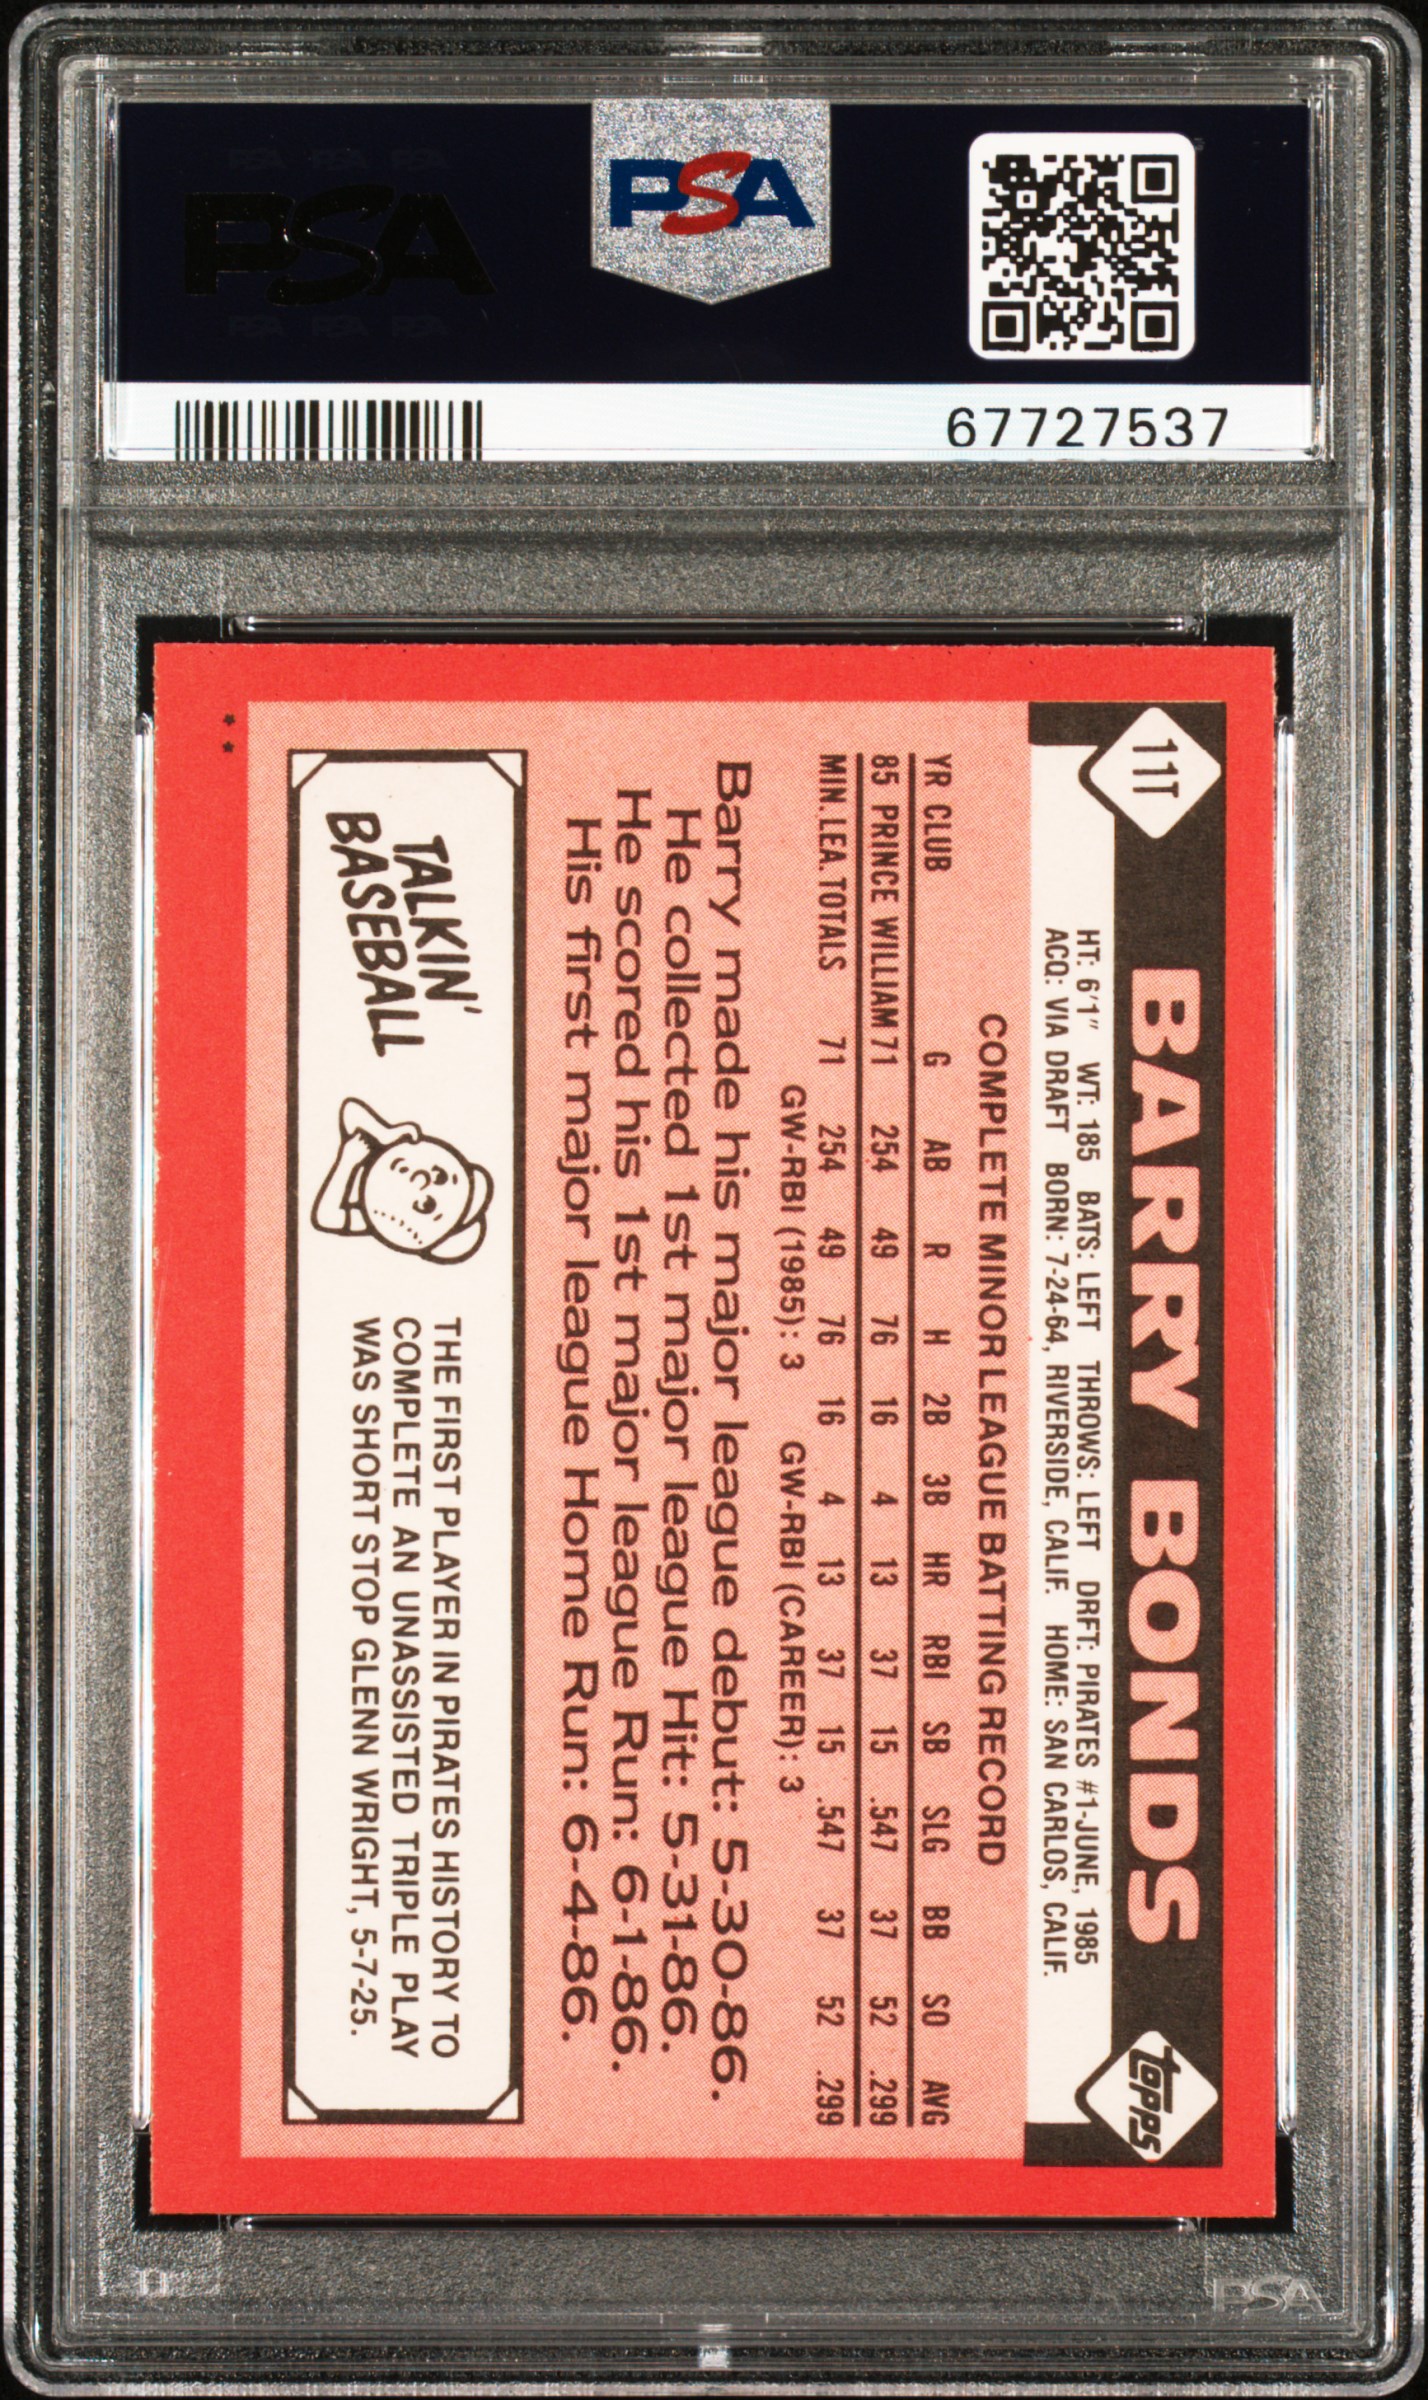 PSA PSA PSA
PSA
PSA PSA PSA
PSA
67727537
11T
BARRY BONDS
Topps
HT: 6'1" WT: 185 BATS: LEFT THROWS: LEFT DRFT: PIRATES #1-JUNE, 1985
ACQ: VIA DRAFT BORN: 7-24-64, RIVERSIDE, CALIF. HOME: SAN CARLOS, CALIF.
COMPLETE MINOR LEAGUE BATTING RECORD
YR CLUB G AB R H 2B 3B HR RBI SB SLG BB SO AVG
85 PRINCE WILLIAM 71 254 49 76 16 4 13 37 15 .547 37 52 .299
MIN. LEA. TOTALS 71 254 49 76 16 4 13 37 15 .547 37 52 .299
GW-RBI (1985): 3 GW-RBI (CAREER): 3
Barry made his major league debut: 5-30-86.
He collected 1st major league Hit: 5-31-86.
He scored his 1st major league Run: 6-1-86.
His first major league Home Run: 6-4-86.
TALKIN'
BASEBALL
THE FIRST PLAYER IN PIRATES HISTORY TO
COMPLETE AN UNASSISTED TRIPLE PLAY
WAS SHORT STOP GLENN WRIGHT, 5-7-25.
**
PSA